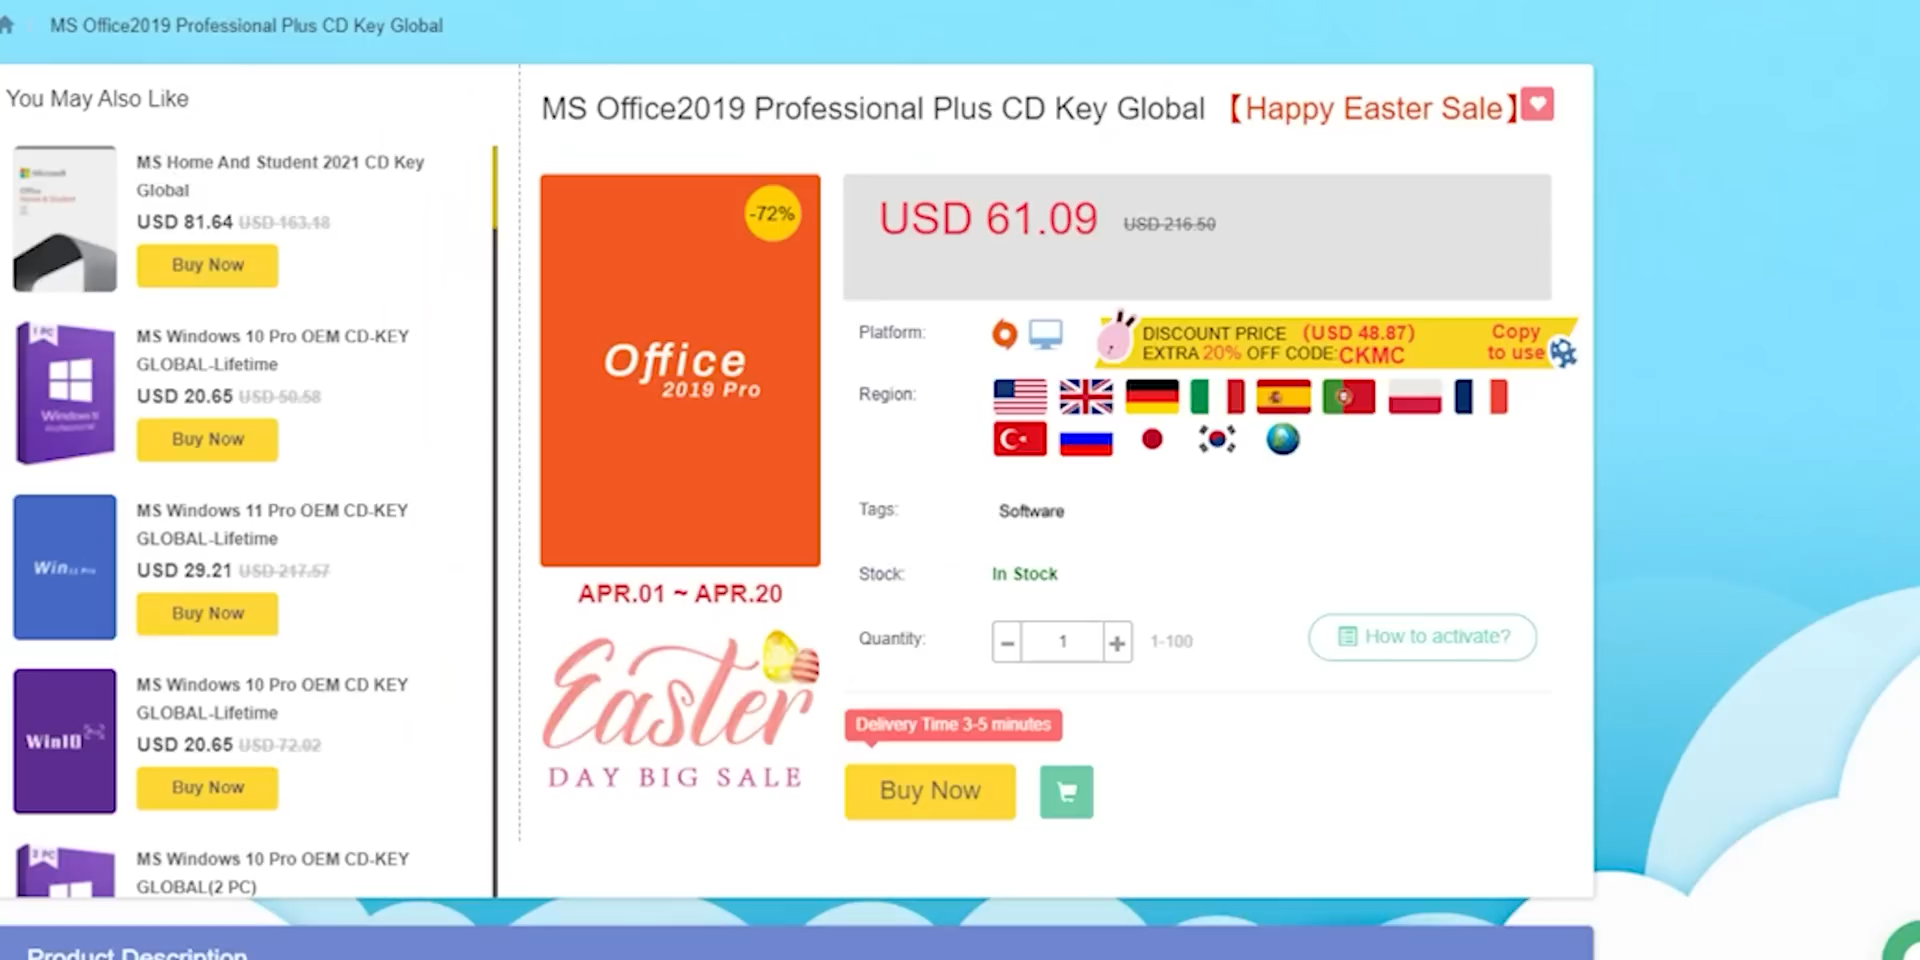 MS Office2019 Professional Plus CD Key Global
You May Also Like
MS Home And Student 2021 CD Key
Global
USD 81.64 USD 163.18
Buy Now
1 PC
MS Windows 10 Pro OEM CD-KEY
GLOBAL-Lifetime
USD 20.65 USD 50.58
Buy Now
MS Windows 11 Pro OEM CD-KEY
GLOBAL-Lifetime
USD 29.21 USD 217.57
Buy Now
Win 11 Pro
MS Windows 10 Pro OEM CD KEY
GLOBAL-Lifetime
USD 20.65 USD 72.02
Buy Now
Win10
2 PC
MS Windows 10 Pro OEM CD-KEY
GLOBAL(2 PC)
MS Office2019 Professional Plus CD Key Global 【Happy Easter Sale】
-72%
Office
2019 Pro
APR.01 ~ APR.20
Easter
DAY BIG SALE
USD 61.09 USD 216.50
Platform:
DISCOUNT PRICE (USD 48.87)
EXTRA 20% OFF CODE:CKMC
Copy
to use
Region:
Tags: Software
Stock: In Stock
Quantity: 1 1-100
How to activate?
Delivery Time 3-5 minutes
Buy Now
Product Description